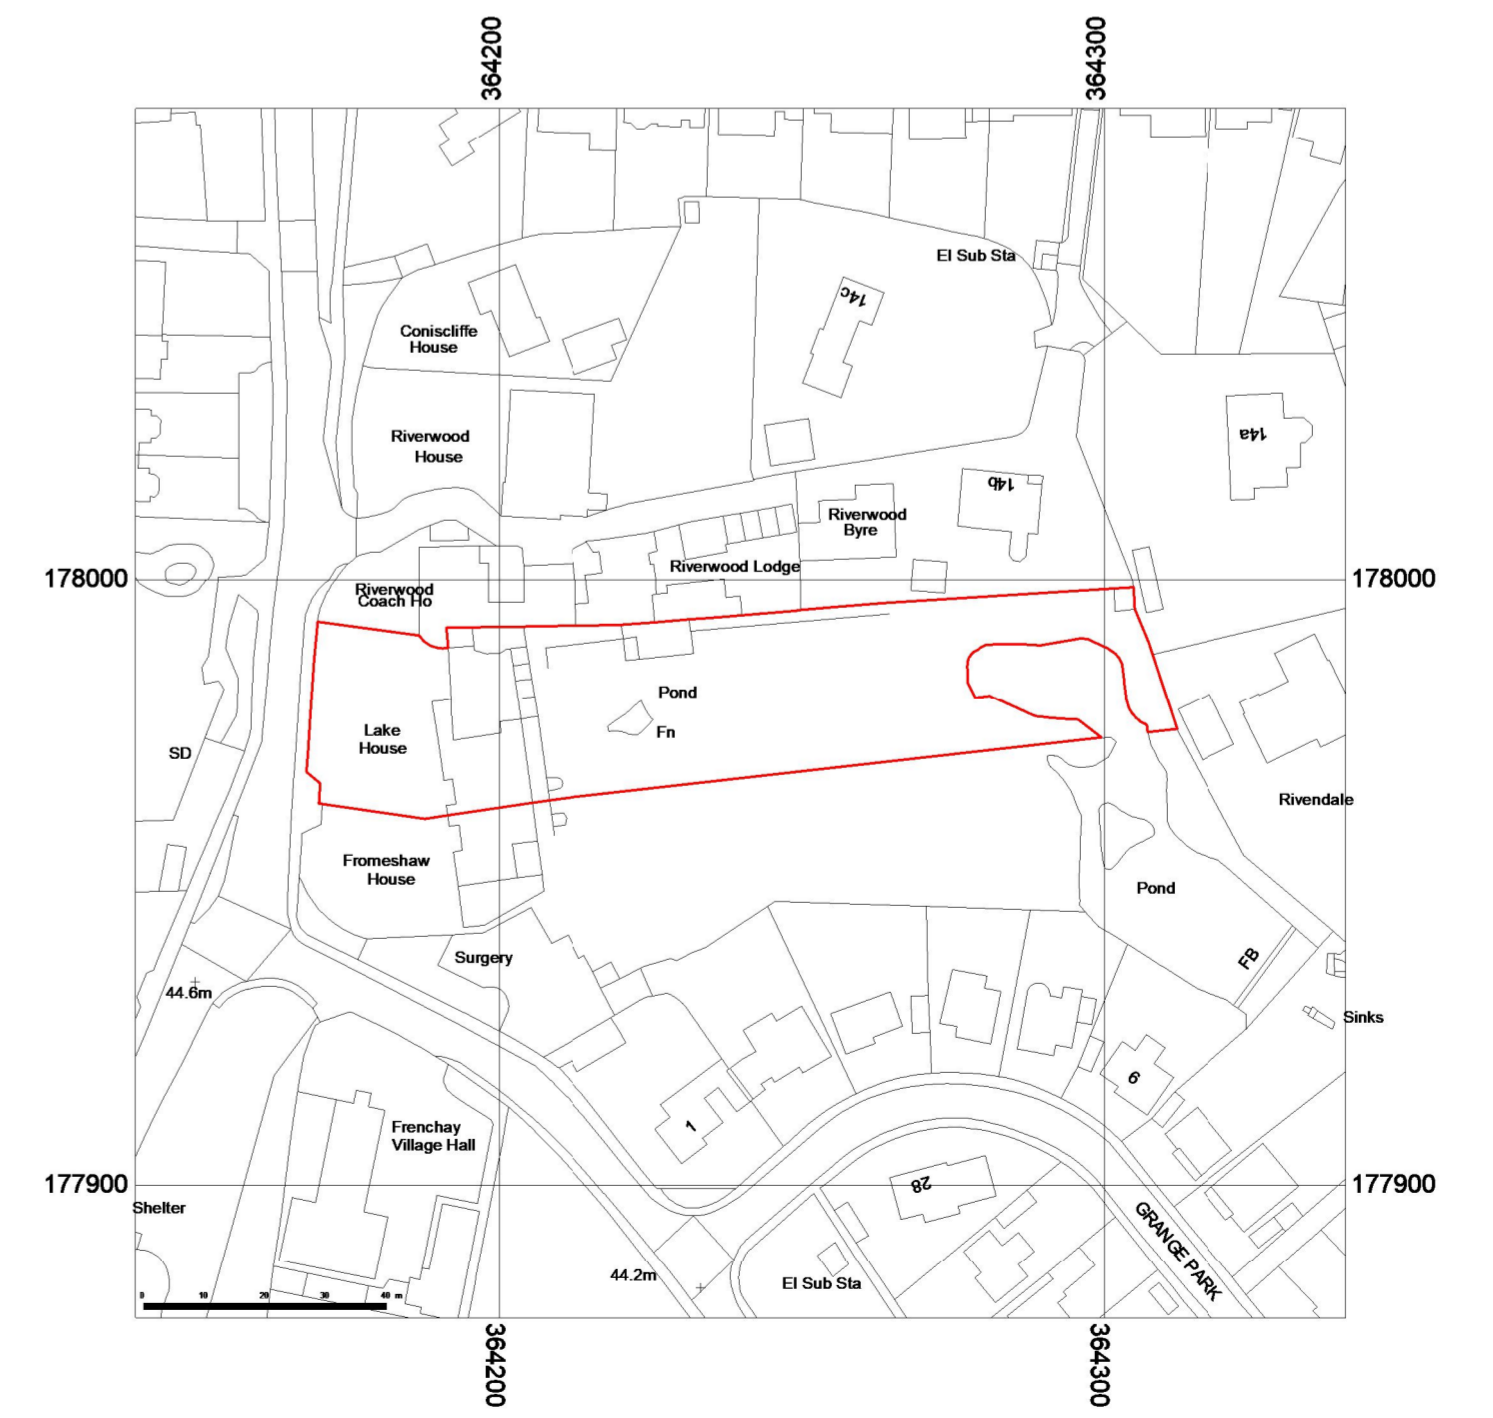 364200
364300
El Sub Sta
14c
Coniscliffe
House
Riverwood
House
14a
14b
Riverwood
Byre
Riverwood Lodge
178000
178000
Riverwood
Coach Ho
Pond
Fn
Lake
House
SD
Rivendale
Fromeshaw
House
Pond
Surgery
FB
44.6m
Sinks
6
1
Frenchay
Village Hall
177900
28
177900
Shelter
GRANGE PARK
44.2m
El Sub Sta
0 10 20 30 40 m
364200
364300